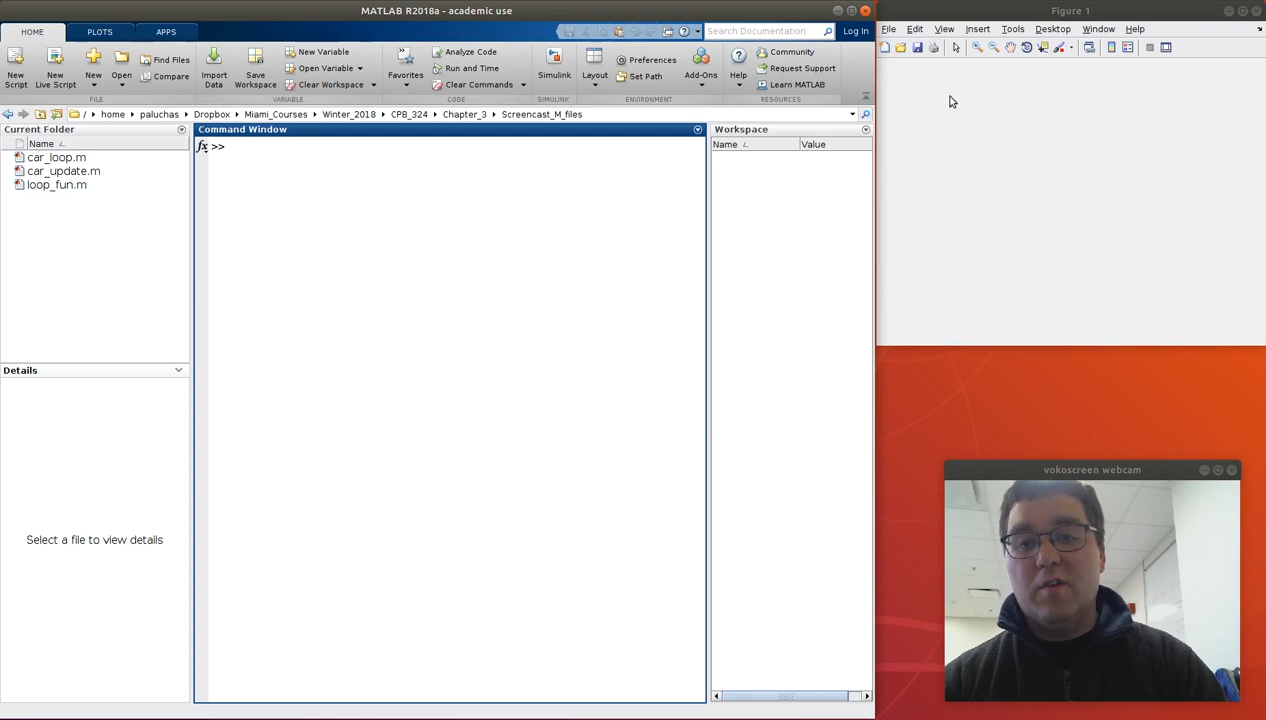 MATLAB R2018a - academic use
HOME PLOTS APPS
Search Documentation
Log In
New Script
New Live Script
New
Open
Find Files
Compare
Import Data
Save Workspace
New Variable
Open Variable
Clear Workspace
Favorites
Analyze Code
Run and Time
Clear Commands
Simulink
Layout
Preferences
Set Path
Add-Ons
Help
Community
Request Support
Learn MATLAB
FILE VARIABLE CODE SIMULINK ENVIRONMENT RESOURCES
/ home paluchas Dropbox Miami_Courses Winter_2018 CPB_324 Chapter_3 Screencast_M_files
Current Folder
Name
car_loop.m
car_update.m
loop_fun.m
Details
Select a file to view details
Command Window
fx >>
Workspace
Name Value
Figure 1
File Edit View Insert Tools Desktop Window Help
vokoscreen webcam